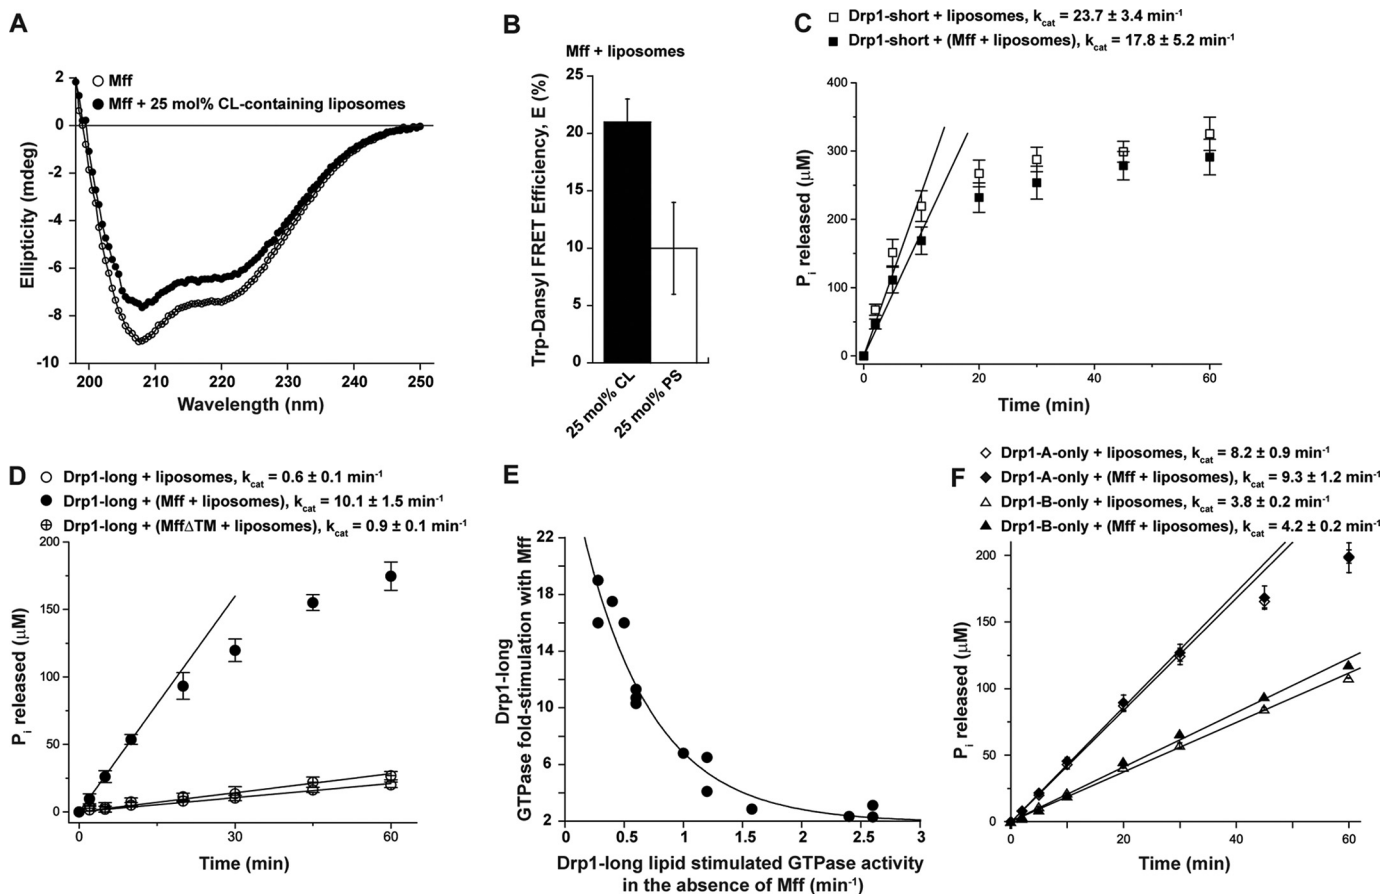 A
Mff
Mff + 25 mol% CL-containing liposomes
Ellipticity (mdeg)
2
0
-2
-4
-6
-8
-10
200 210 220 230 240 250
Wavelength (nm)
B
Mff + liposomes
Trp-Dansyl FRET Efficiency, E (%)
25
20
15
10
5
0
25 mol% CL
25 mol% PS
C
Drp1-short + liposomes, kcat = 23.7 ± 3.4 min-1
Drp1-short + (Mff + liposomes), kcat = 17.8 ± 5.2 min-1
Pi released (μM)
400
300
200
100
0
0 20 40 60
Time (min)
D
Drp1-long + liposomes, kcat = 0.6 ± 0.1 min-1
Drp1-long + (Mff + liposomes), kcat = 10.1 ± 1.5 min-1
Drp1-long + (MffΔTM + liposomes), kcat = 0.9 ± 0.1 min-1
Pi released (μM)
200
150
100
50
0
0 30 60
Time (min)
E
Drp1-long
GTPase fold-stimulation with Mff
22
18
14
10
6
2
0 0.5 1 1.5 2 2.5 3
Drp1-long lipid stimulated GTPase activity
in the absence of Mff (min-1)
F
Drp1-A-only + liposomes, kcat = 8.2 ± 0.9 min-1
Drp1-A-only + (Mff + liposomes), kcat = 9.3 ± 1.2 min-1
Drp1-B-only + liposomes, kcat = 3.8 ± 0.2 min-1
Drp1-B-only + (Mff + liposomes), kcat = 4.2 ± 0.2 min-1
Pi released (μM)
200
150
100
50
0
0 20 40 60
Time (min)